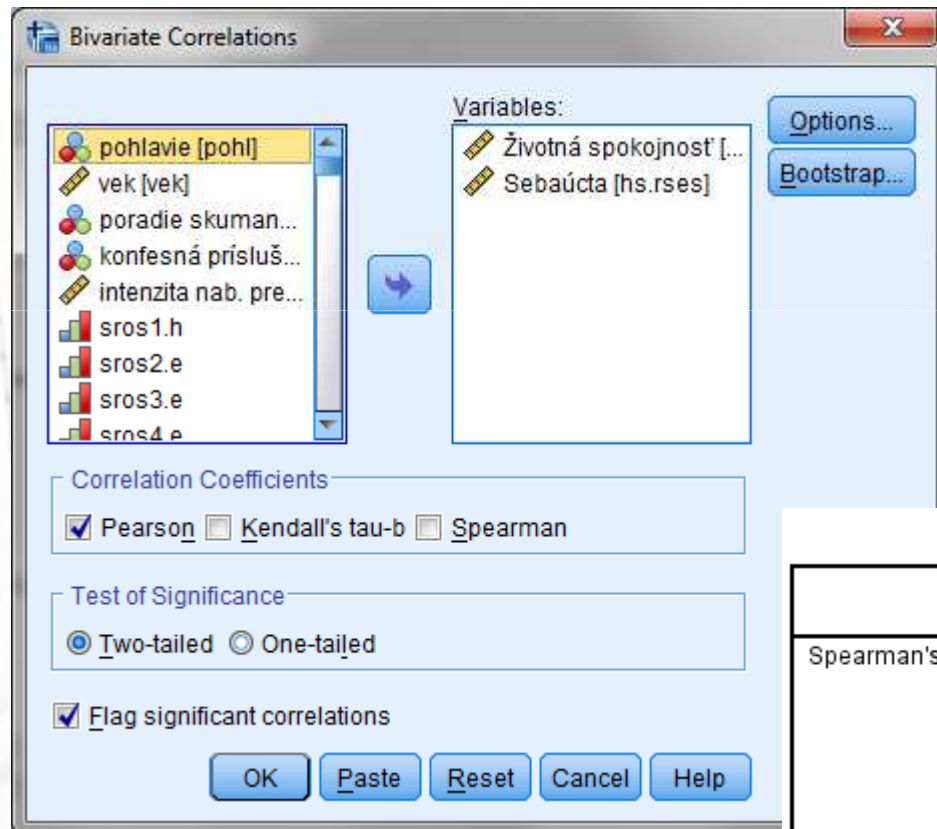 Bivariate Correlations
pohlavie [pohl]
vek [vek]
poradie skuman...
konfesná prísluš...
intenzita nab. pre...
sros1.h
sros2.e
sros3.e
sros4.e
Variables:
Životná spokojnosť [...
Sebaúcta [hs.rses]
Options...
Bootstrap...
Correlation Coefficients
Pearson Kendall's tau-b Spearman
Test of Significance
Two-tailed One-tailed
Flag significant correlations
OK Paste Reset Cancel Help
Spearman's